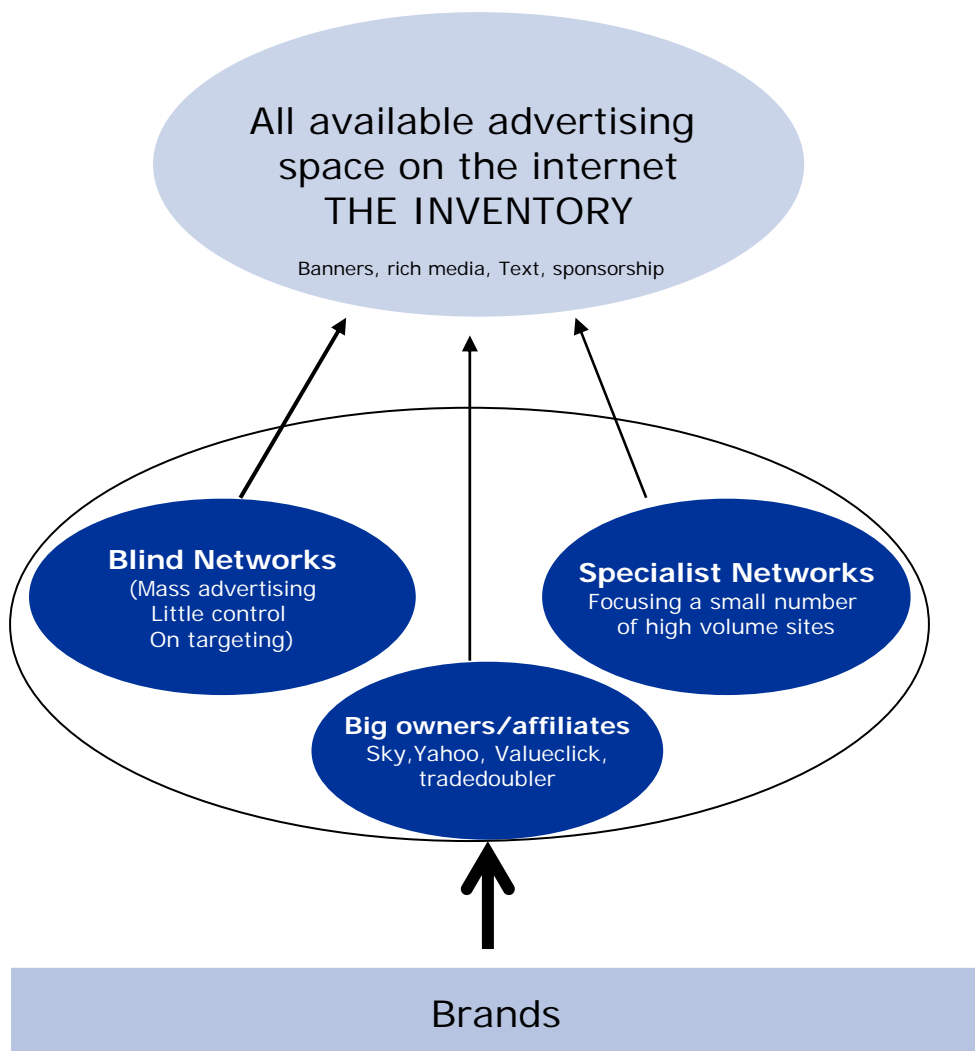 All available advertising
space on the internet
THE INVENTORY
Banners, rich media, Text, sponsorship
Blind Networks
(Mass advertising
Little control
On targeting)
Specialist Networks
Focusing a small number
of high volume sites
Big owners/affiliates
Sky,Yahoo, Valueclick,
tradedoubler
Brands